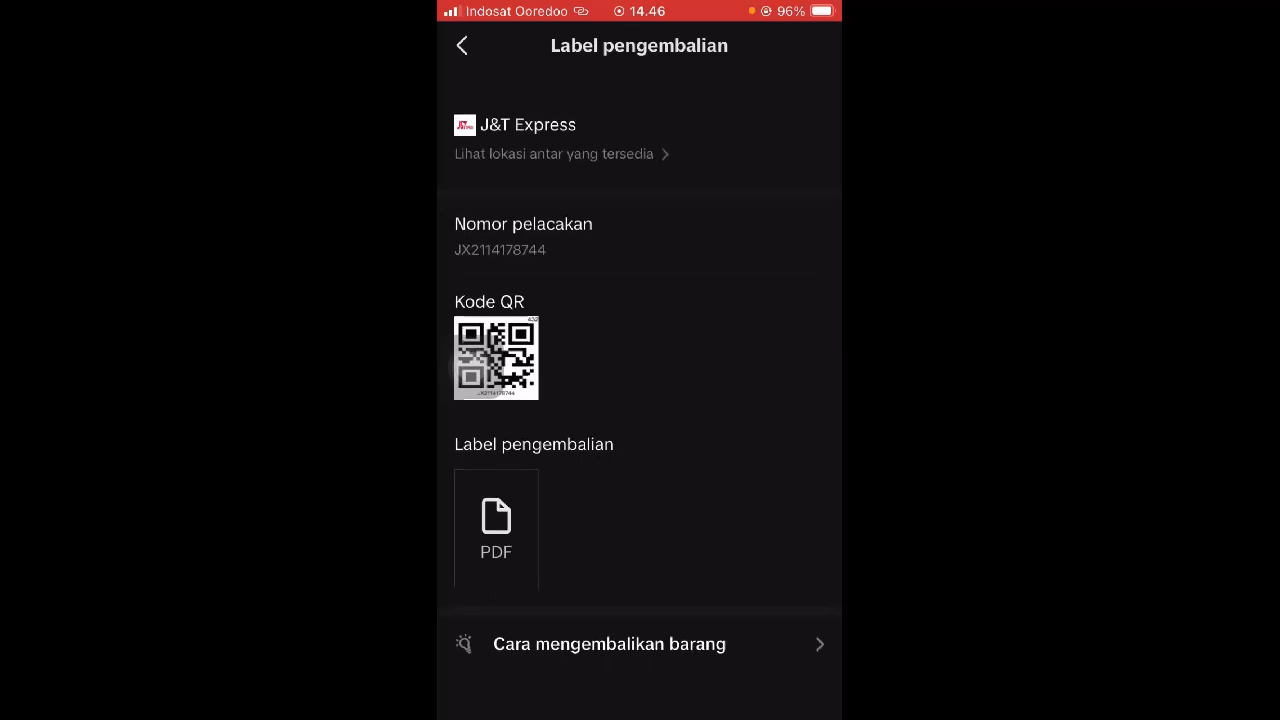 Indosat Ooredoo 14.46 96%
Label pengembalian
J&T Express
Lihat lokasi antar yang tersedia
Nomor pelacakan
JX2114178744
Kode QR
JX2114178744
Label pengembalian
PDF
Cara mengembalikan barang